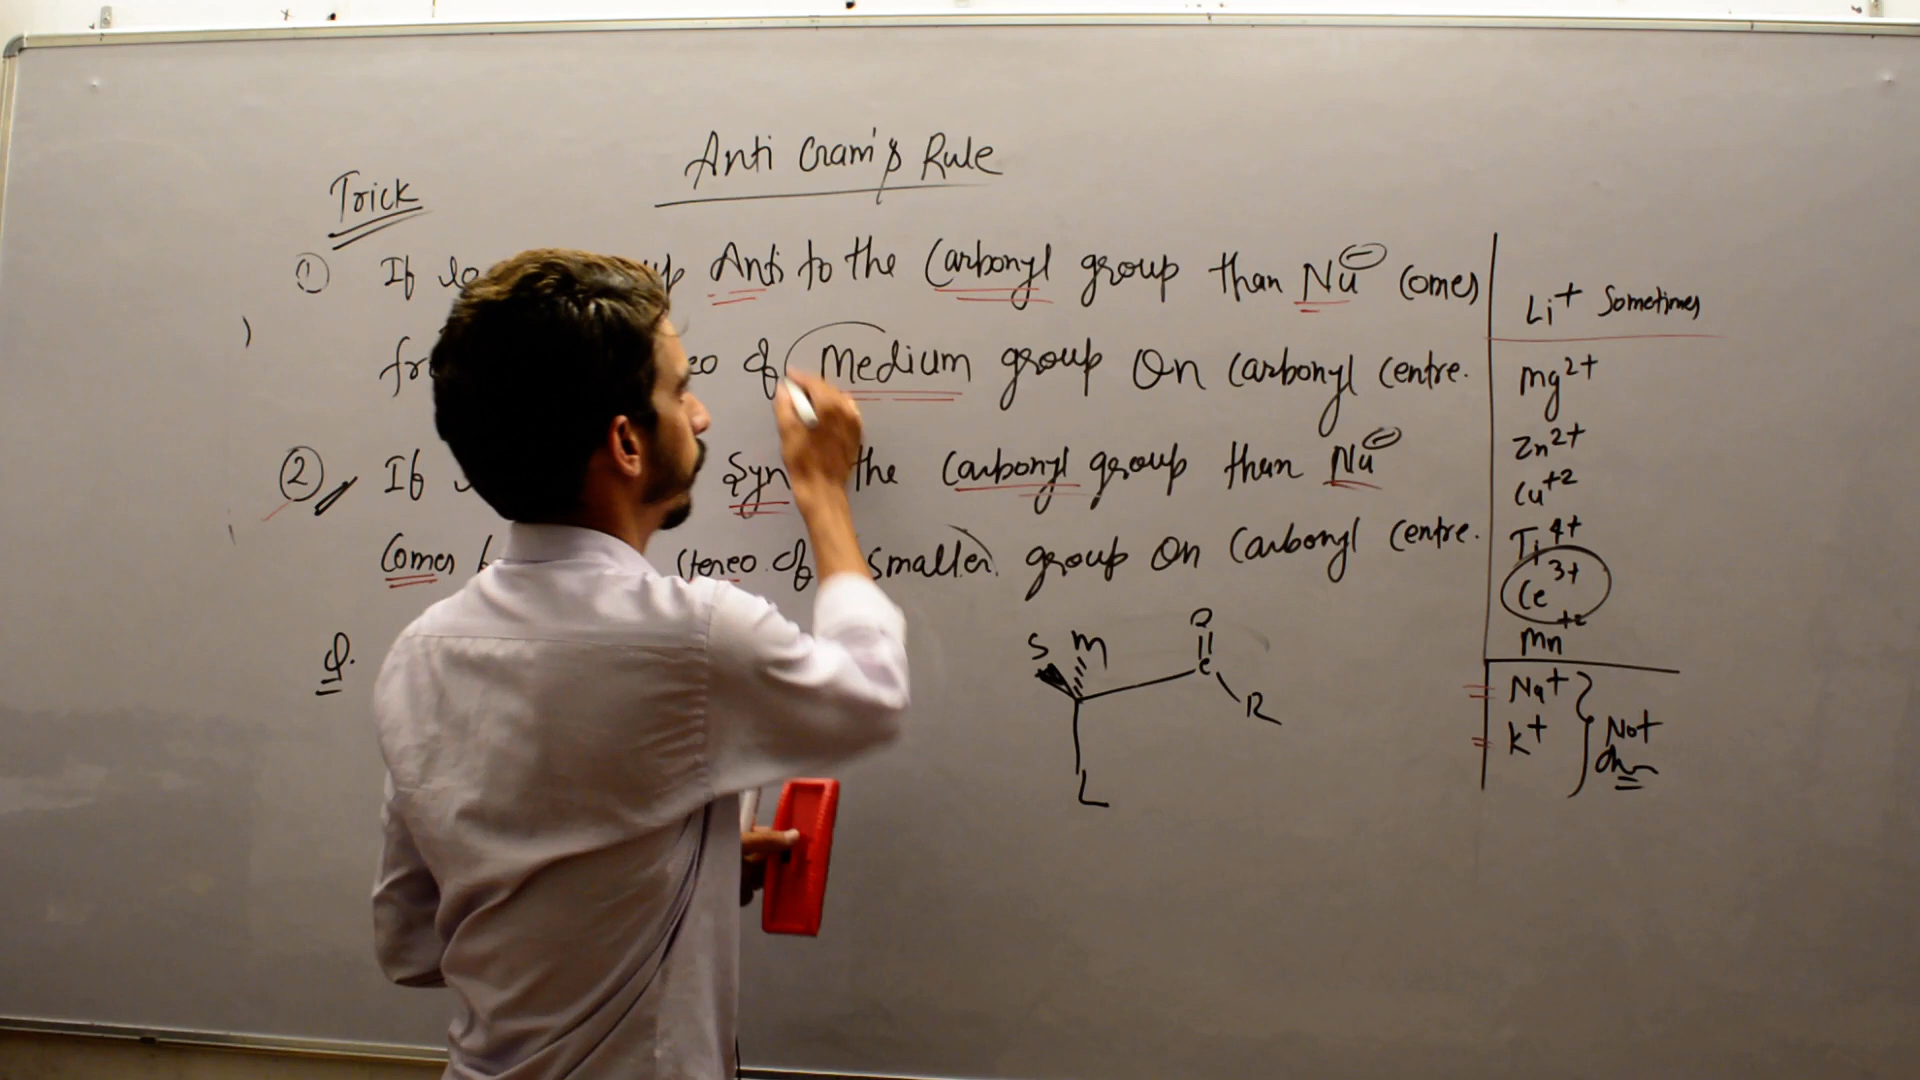 Anti Cram's Rule
Trick
① If Anti to the Carbonyl group than Nu⊖ Comes
of Medium group On Carbonyl Centre.
② If Syn the Carbonyl group than Nu⊖
Comes Stereo of smaller group On Carbonyl Centre.
Q.
S M O
C
R
L
Li+ Sometimes
Mg2+
Zn2+
Cu+2
Ti4+
Ce3+
Mn+2
Na+
K+
Not